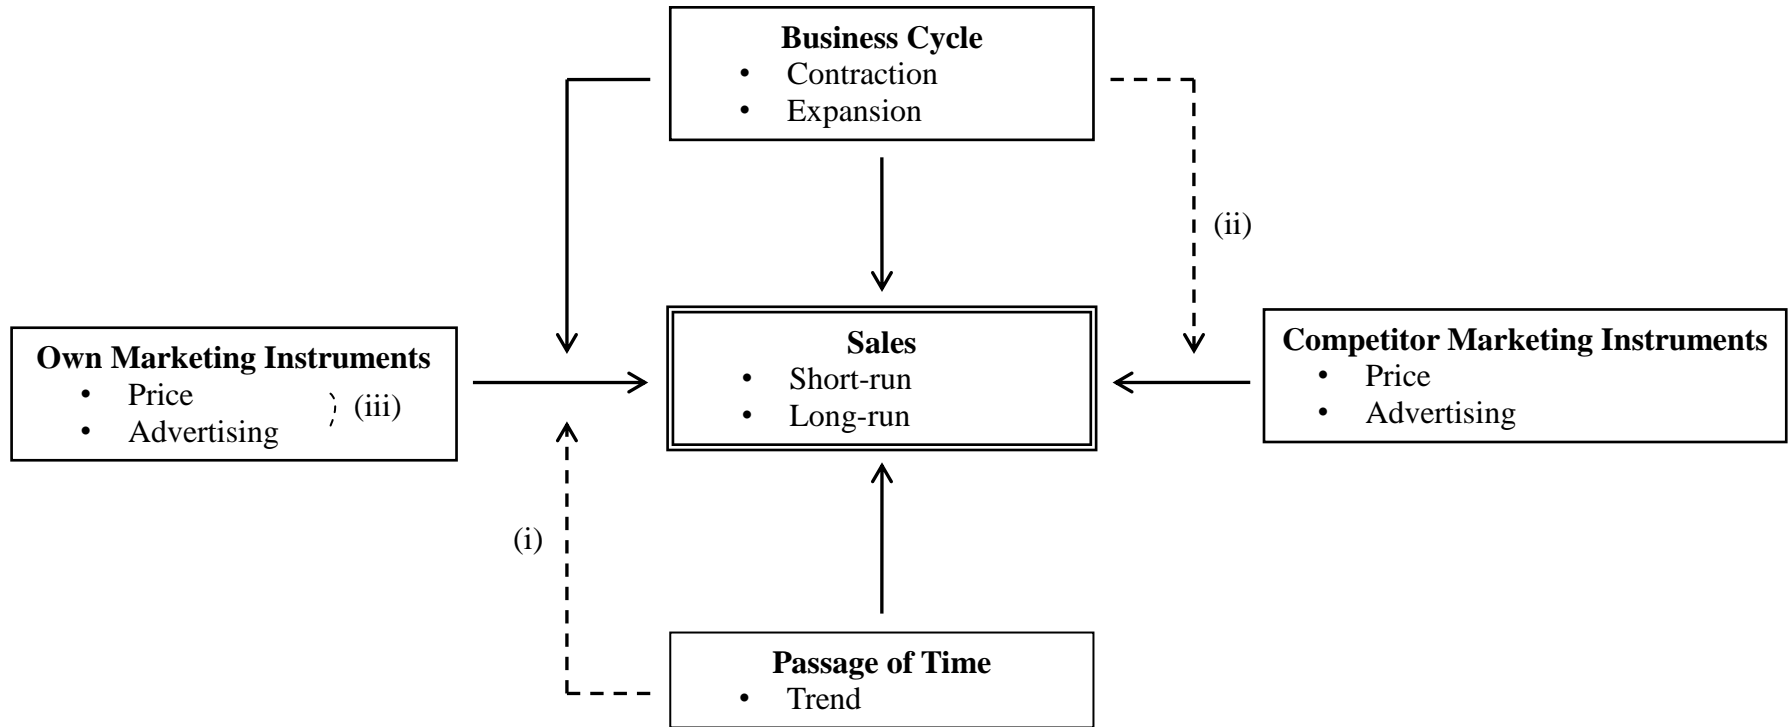 Business Cycle
• Contraction
• Expansion
(ii)
Own Marketing Instruments
• Price
• Advertising
(iii)
Sales
• Short-run
• Long-run
Competitor Marketing Instruments
• Price
• Advertising
(i)
Passage of Time
• Trend